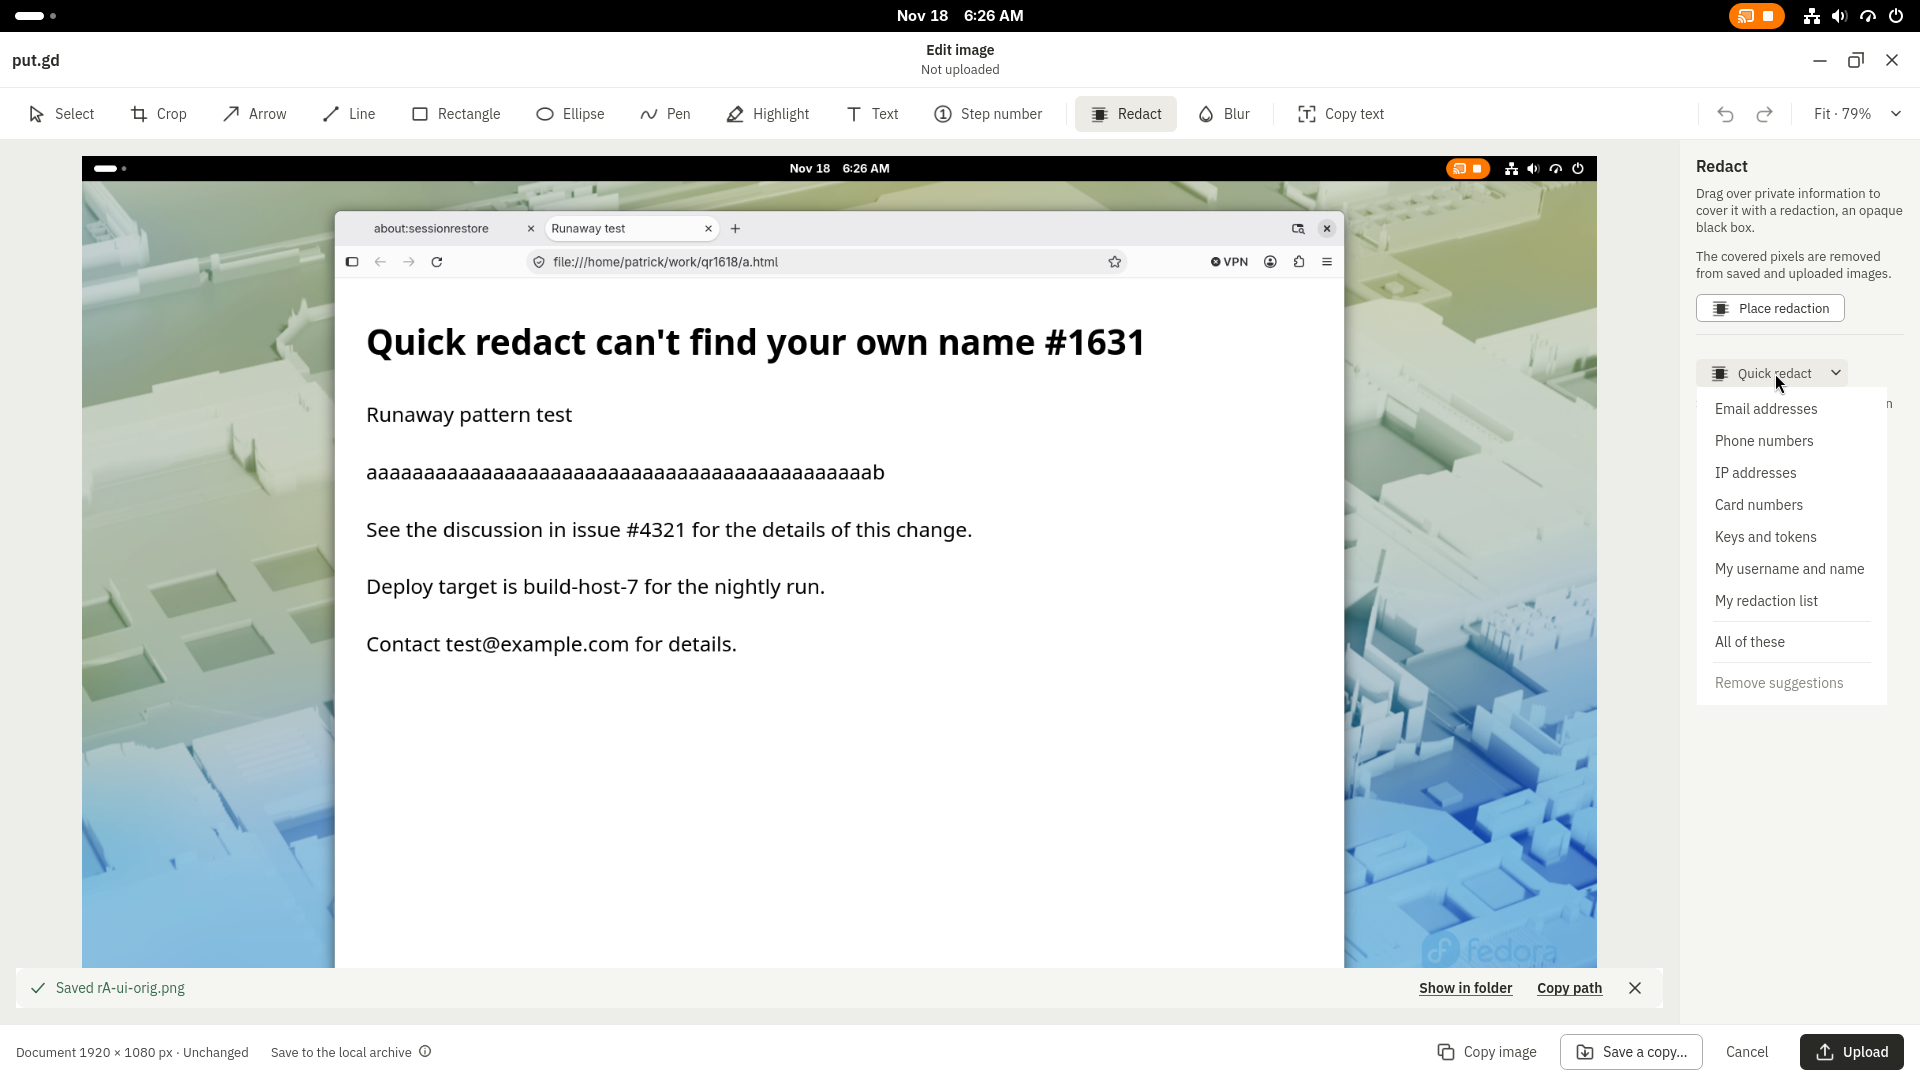 Nov 18 6:26 AM
put.gd
Edit image
Not uploaded
Select
Crop
Arrow
Line
Rectangle
Ellipse
Pen
Highlight
Text
Step number
Redact
Blur
Copy text
Fit · 79%
Nov 18 6:26 AM
about:sessionrestore
Runaway test
file:///home/patrick/work/qr1618/a.html
VPN
Quick redact can't find your own name #1631
Runaway pattern test
See the discussion in issue #4321 for the details of this change.
Deploy target is build-host-7 for the nightly run.
Contact test@example.com for details.
fedora
Redact
Drag over private information to
cover it with a redaction, an opaque
black box.
The covered pixels are removed
from saved and uploaded images.
Place redaction
Quick redact
Email addresses
Phone numbers
IP addresses
Card numbers
Keys and tokens
My username and name
My redaction list
All of these
Remove suggestions
Saved rA-ui-orig.png
Show in folder
Copy path
Document 1920 × 1080 px · Unchanged
Save to the local archive
Copy image
Save a copy...
Cancel
Upload